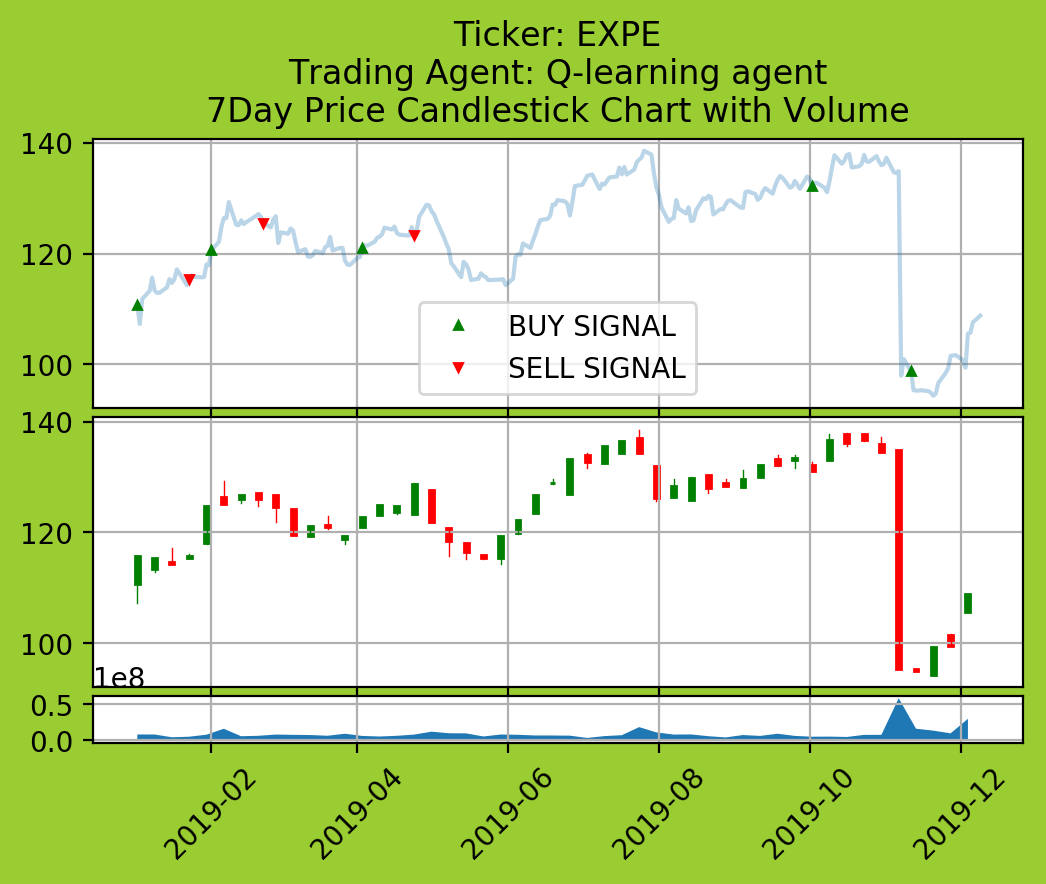 Ticker: EXPE
Trading Agent: Q-learning agent
7Day Price Candlestick Chart with Volume
140
120
100
BUY SIGNAL
SELL SIGNAL
140
120
100
1e8
0.5
0.0
2019-02
2019-04
2019-06
2019-08
2019-10
2019-12